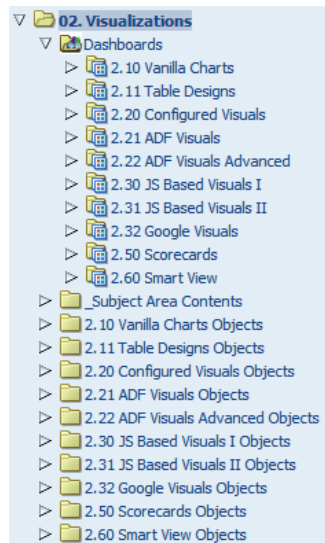 02. Visualizations
Dashboards
2.10 Vanilla Charts
2.11 Table Designs
2.20 Configured Visuals
2.21 ADF Visuals
2.22 ADF Visuals Advanced
2.30 JS Based Visuals I
2.31 JS Based Visuals II
2.32 Google Visuals
2.50 Scorecards
2.60 Smart View
_Subject Area Contents
2.10 Vanilla Charts Objects
2.11 Table Designs Objects
2.20 Configured Visuals Objects
2.21 ADF Visuals Objects
2.22 ADF Visuals Advanced Objects
2.30 JS Based Visuals I Objects
2.31 JS Based Visuals II Objects
2.32 Google Visuals Objects
2.50 Scorecards Objects
2.60 Smart View Objects